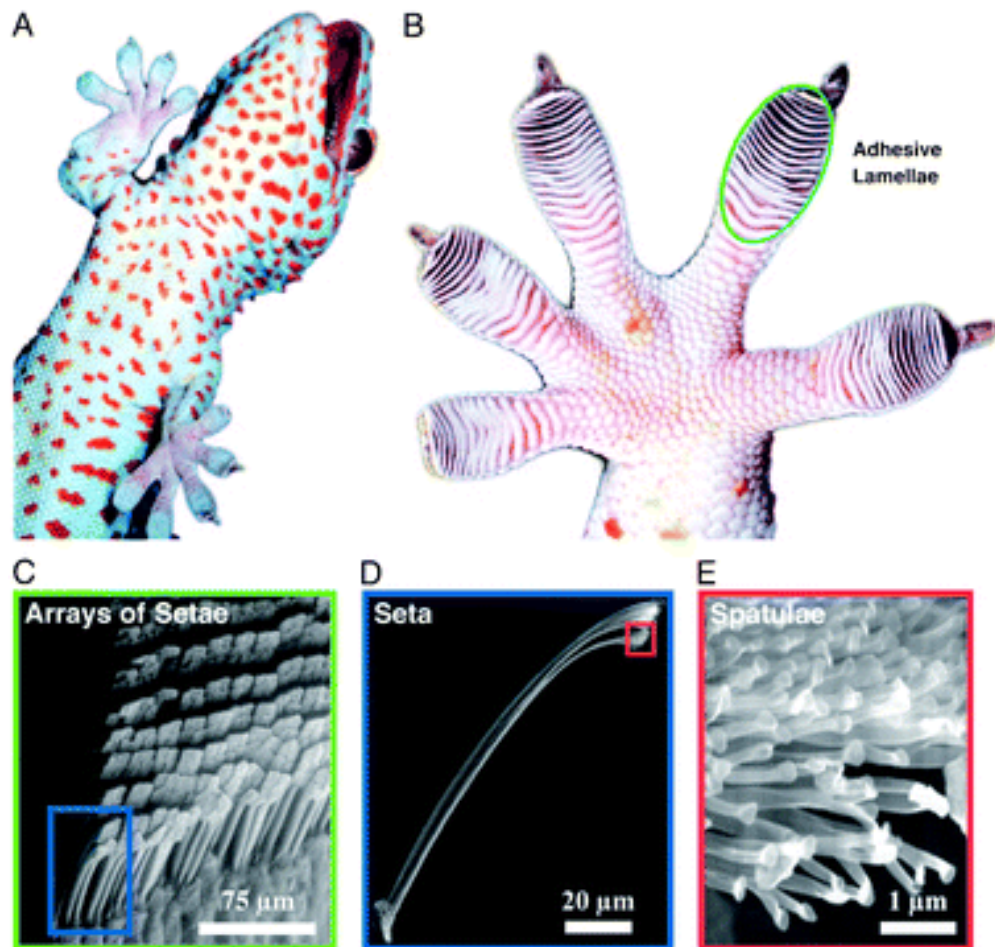 A
B
Adhesive
Lamellae
C
D
E
Arrays of Setae
Seta
Spatulae
75 µm
20 µm
1 µm